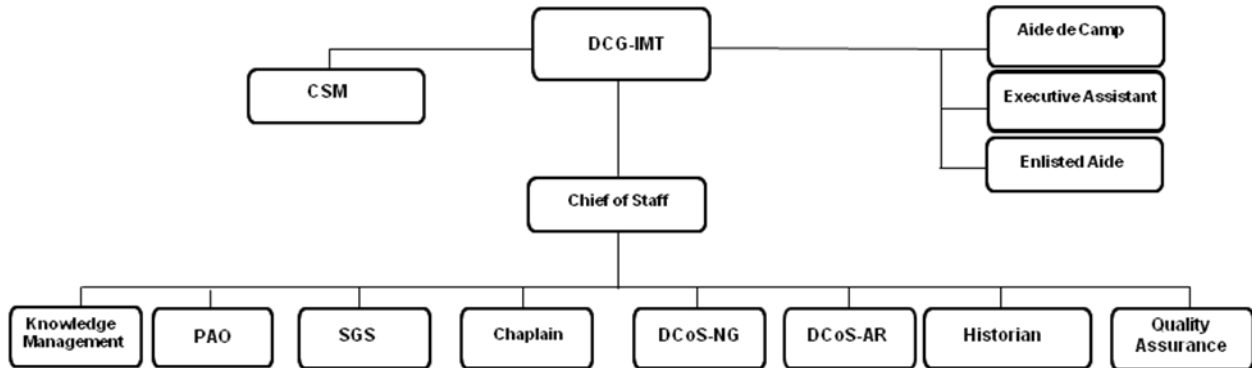 DCG-IMT
Aide de Camp
CSM
Executive Assistant
Enlisted Aide
Chief of Staff
Knowledge
Management
PAO
SGS
Chaplain
DCoS-NG
DCoS-AR
Historian
Quality
Assurance